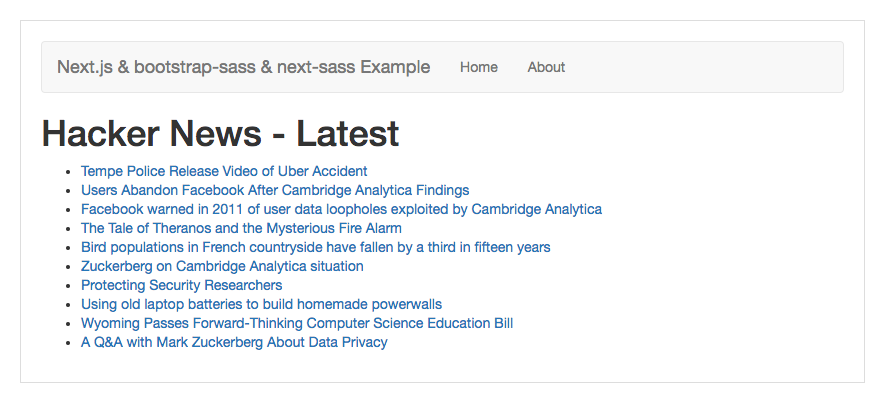 Next.js & bootstrap-sass & next-sass Example Home About
Hacker News - Latest
Tempe Police Release Video of Uber Accident
Users Abandon Facebook After Cambridge Analytica Findings
Facebook warned in 2011 of user data loopholes exploited by Cambridge Analytica
The Tale of Theranos and the Mysterious Fire Alarm
Bird populations in French countryside have fallen by a third in fifteen years
Zuckerberg on Cambridge Analytica situation
Protecting Security Researchers
Using old laptop batteries to build homemade powerwalls
Wyoming Passes Forward-Thinking Computer Science Education Bill
A Q&A with Mark Zuckerberg About Data Privacy